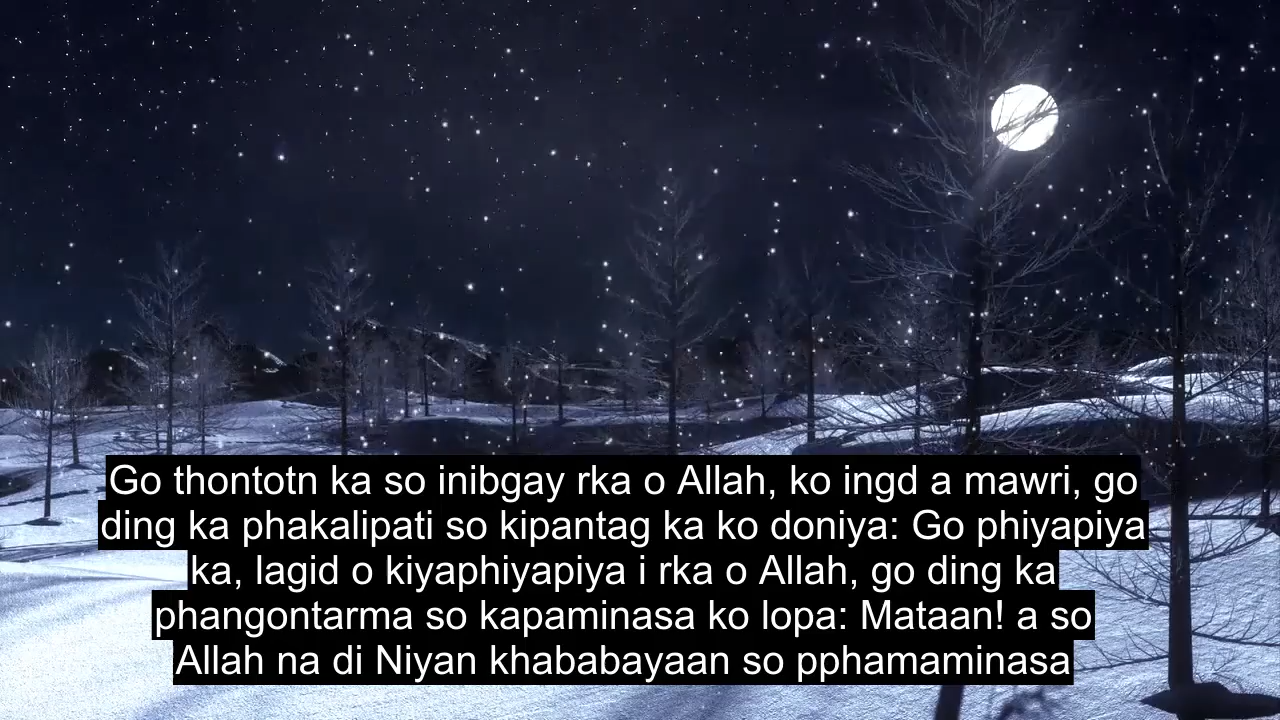 Go thontotn ka so inibgay rka o Allah, ko ingd a mawri, go
ding ka phakalipati so kipantag ka ko doniya: Go phiyapiya
ka, lagid o kiyaphiyapiya i rka o Allah, go ding ka
phangontarma so kapaminasa ko lopa: Mataan! a so
Allah na di Niyan khababayaan so pphamaminasa